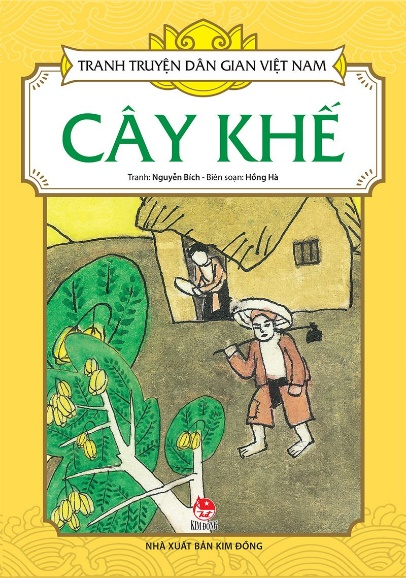 TRANH TRUYỆN DÂN GIAN VIỆT NAM
CÂY KHẾ
Tranh: Nguyễn Bích - Biên soạn: Hồng Hà
KIM ĐỒNG
NHÀ XUẤT BẢN KIM ĐỒNG